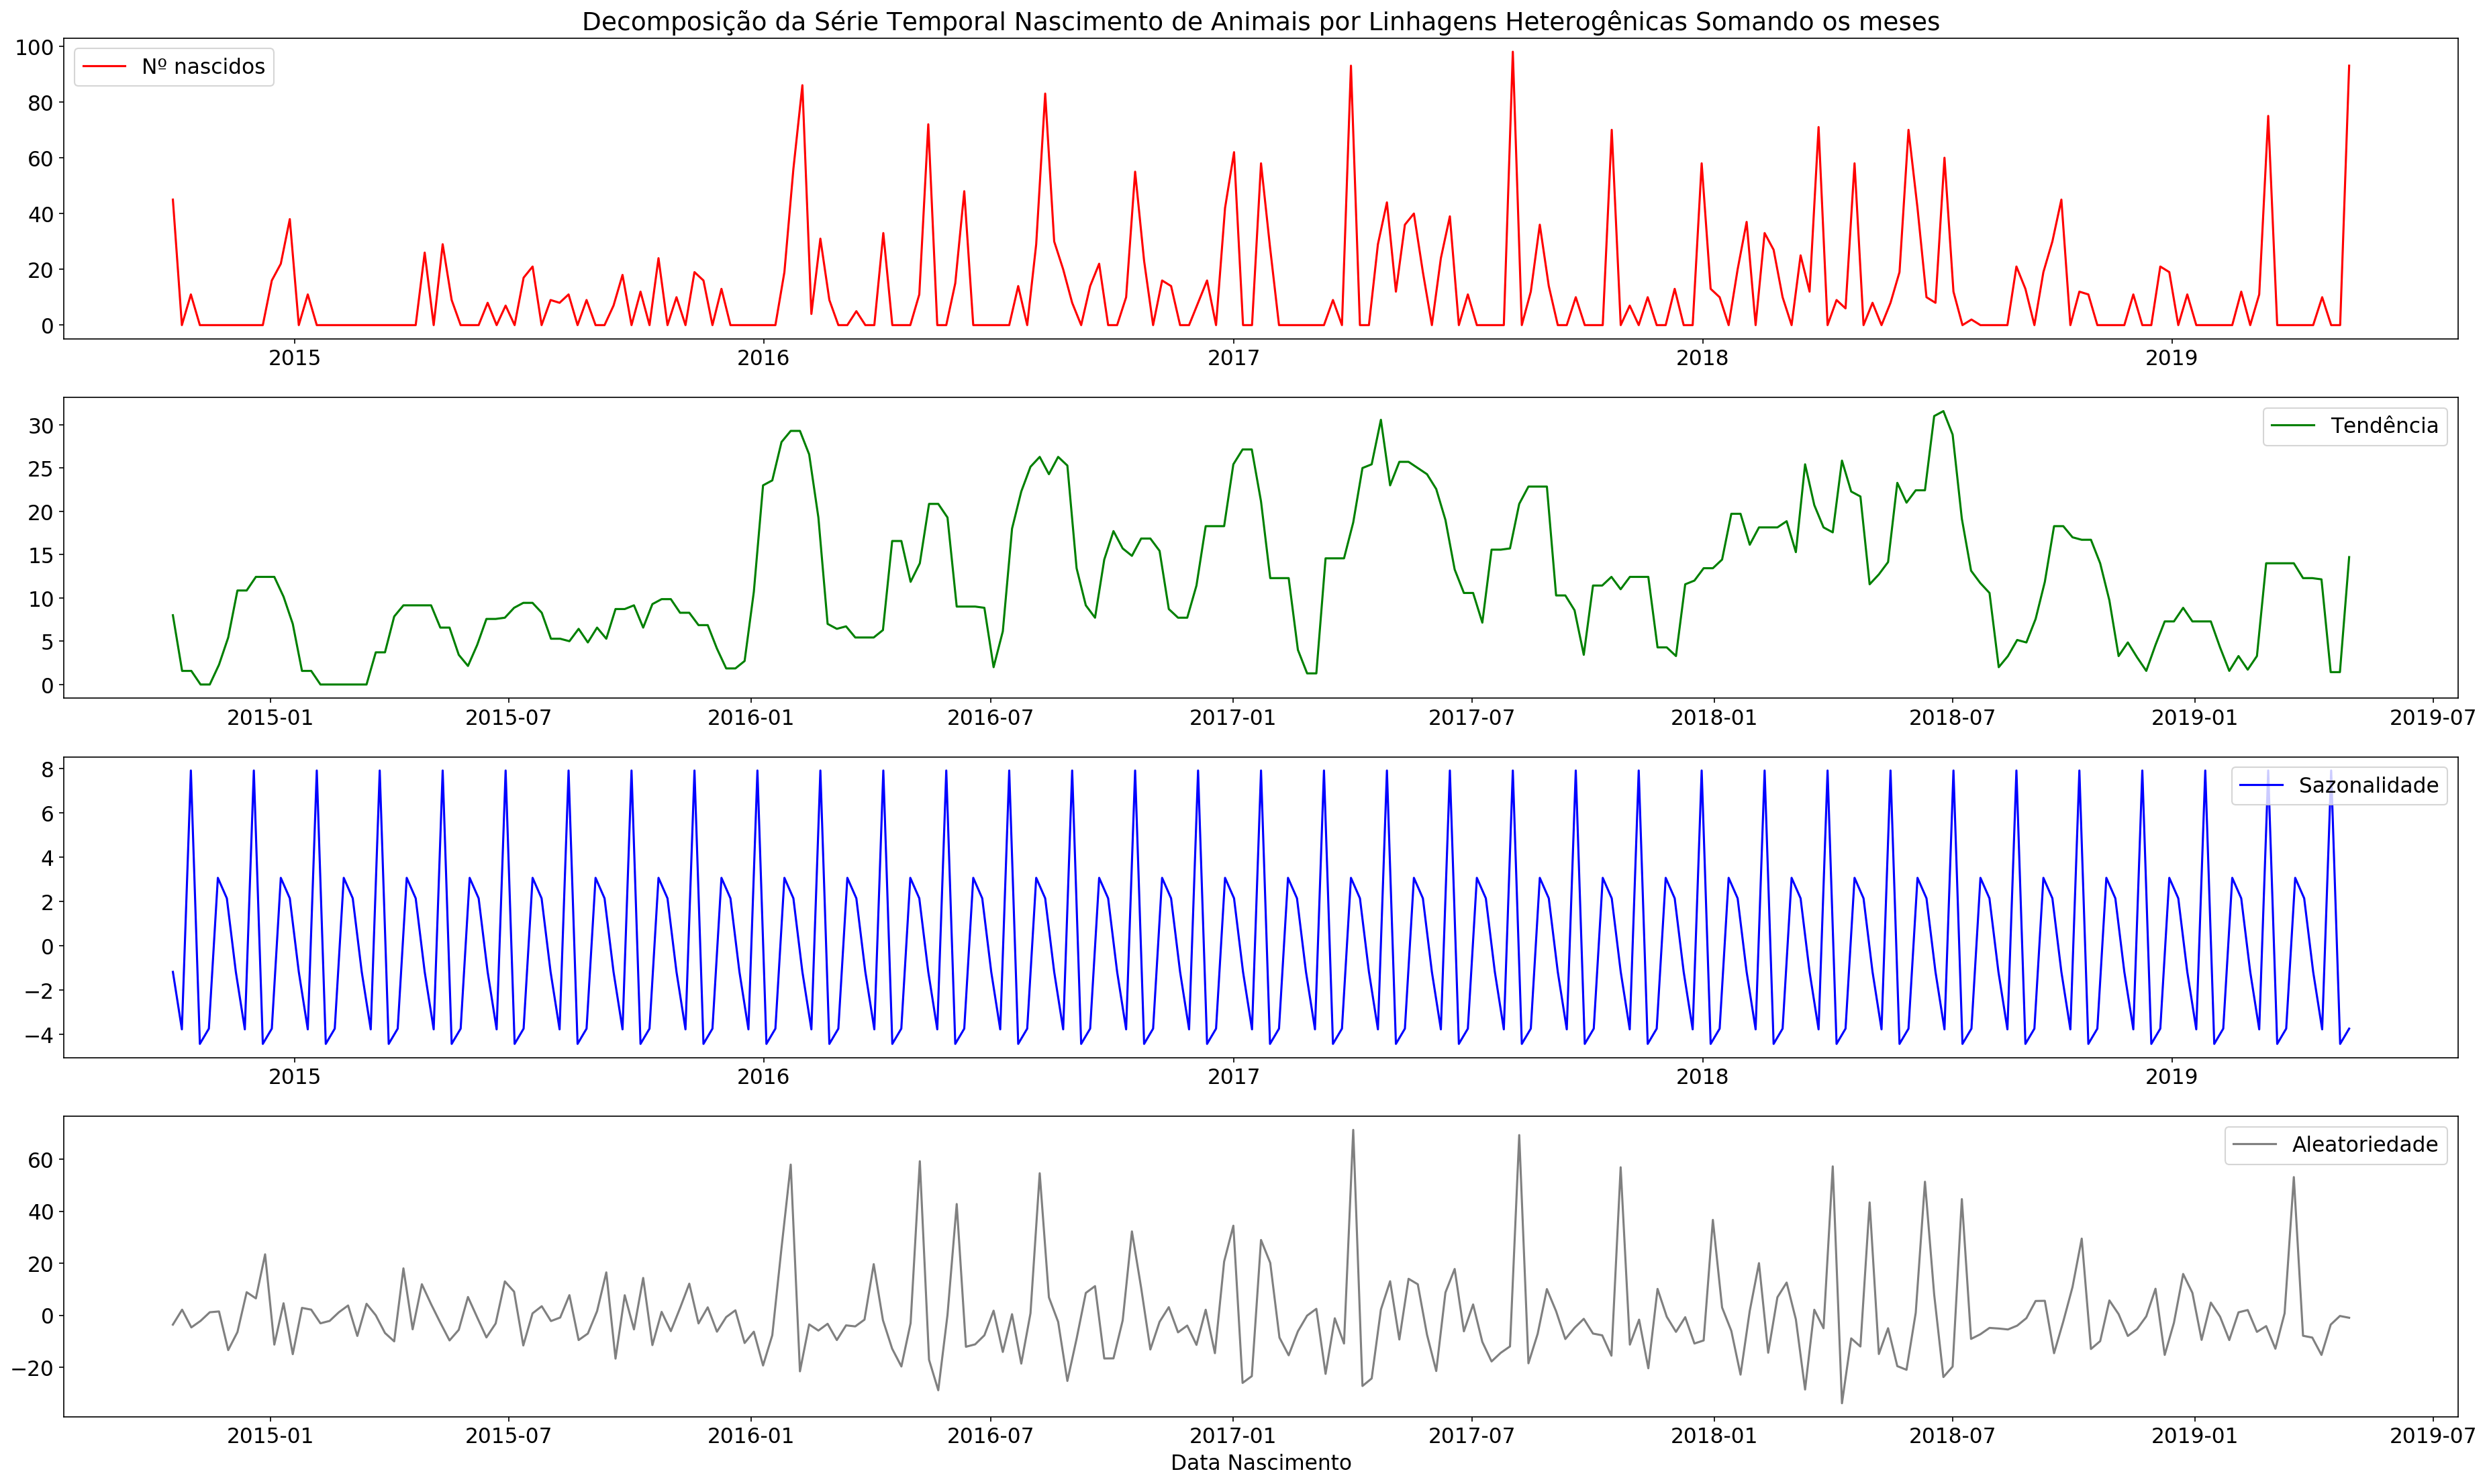 Decomposição da Série Temporal Nascimento de Animais por Linhagens Heterogênicas Somando os meses
Nº nascidos
100
80
60
40
20
0
2015 2016 2017 2018 2019
Tendência
30
25
20
15
10
5
0
2015-01 2015-07 2016-01 2016-07 2017-01 2017-07 2018-01 2018-07 2019-01 2019-07
Sazonalidade
8
6
4
2
0
−2
−4
2015 2016 2017 2018 2019
Aleatoriedade
60
40
20
0
−20
2015-01 2015-07 2016-01 2016-07 2017-01 2017-07 2018-01 2018-07 2019-01 2019-07
Data Nascimento